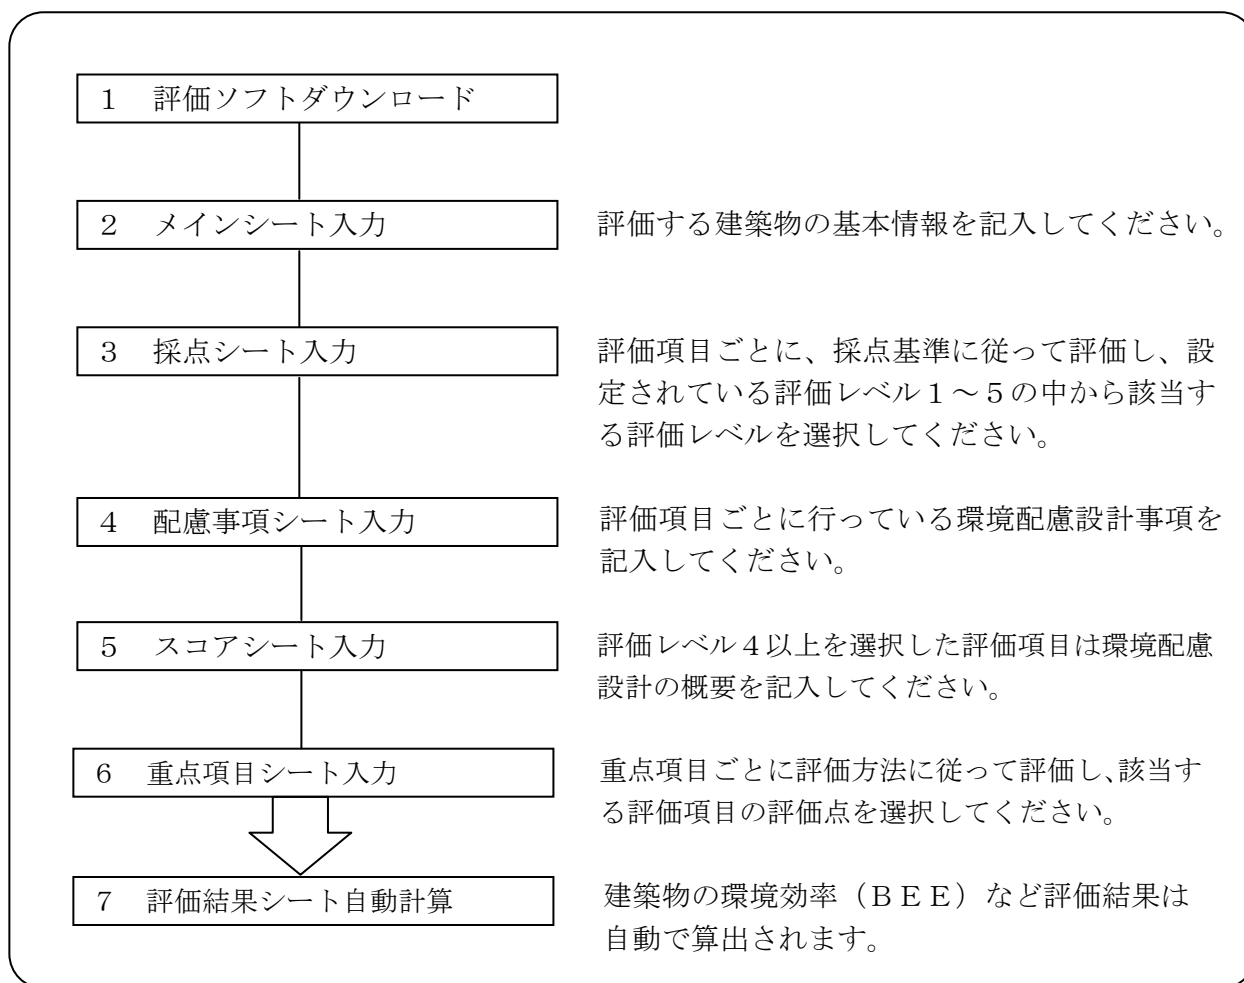 1 評価ソフトダウンロード
2 メインシート入力
評価する建築物の基本情報を記入してください。
3 採点シート入力
評価項目ごとに、採点基準に従って評価し、設
定されている評価レベル1~5の中から該当す
る評価レベルを選択してください。
4 配慮事項シート入力
評価項目ごとに行っている環境配慮設計事項を
記入してください。
5 スコアシート入力
評価レベル4以上を選択した評価項目は環境配慮
設計の概要を記入してください。
6 重点項目シート入力
重点項目ごとに評価方法に従って評価し、該当す
る評価項目の評価点を選択してください。
7 評価結果シート自動計算
建築物の環境効率(BEE)など評価結果は
自動で算出されます。